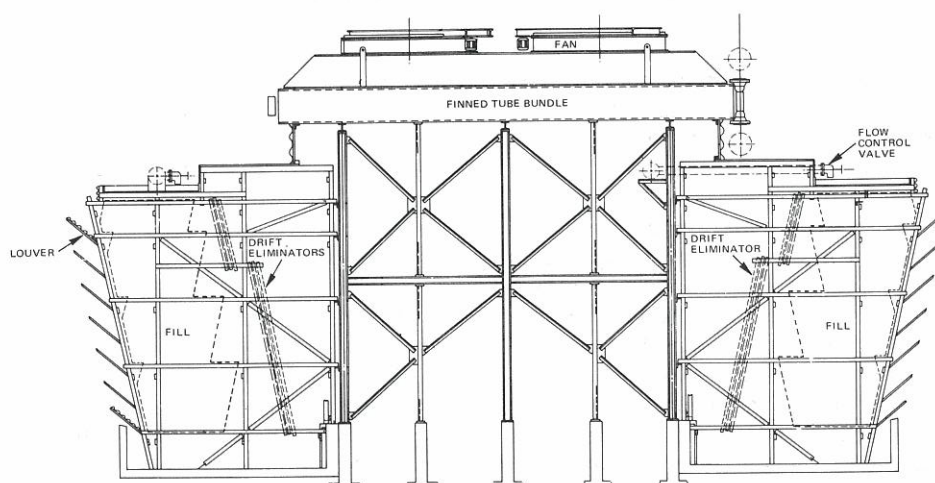 FAN
FINNED TUBE BUNDLE
FLOW
CONTROL
VALVE
LOUVER
DRIFT
ELIMINATORS
DRIFT
ELIMINATOR
FILL
FILL